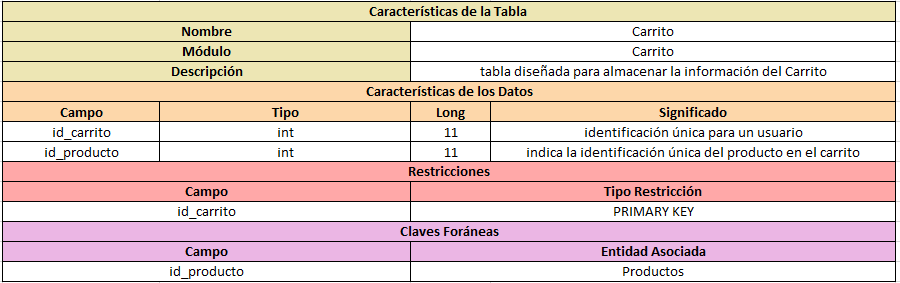 Características de la Tabla
Nombre Carrito
Módulo Carrito
Descripción tabla diseñada para almacenar la información del Carrito
Características de los Datos
Campo Tipo Long Significado
id_carrito int 11 identificación única para un usuario
id_producto int 11 indica la identificación única del producto en el carrito
Restricciones
Campo Tipo Restricción
id_carrito PRIMARY KEY
Claves Foráneas
Campo Entidad Asociada
id_producto Productos